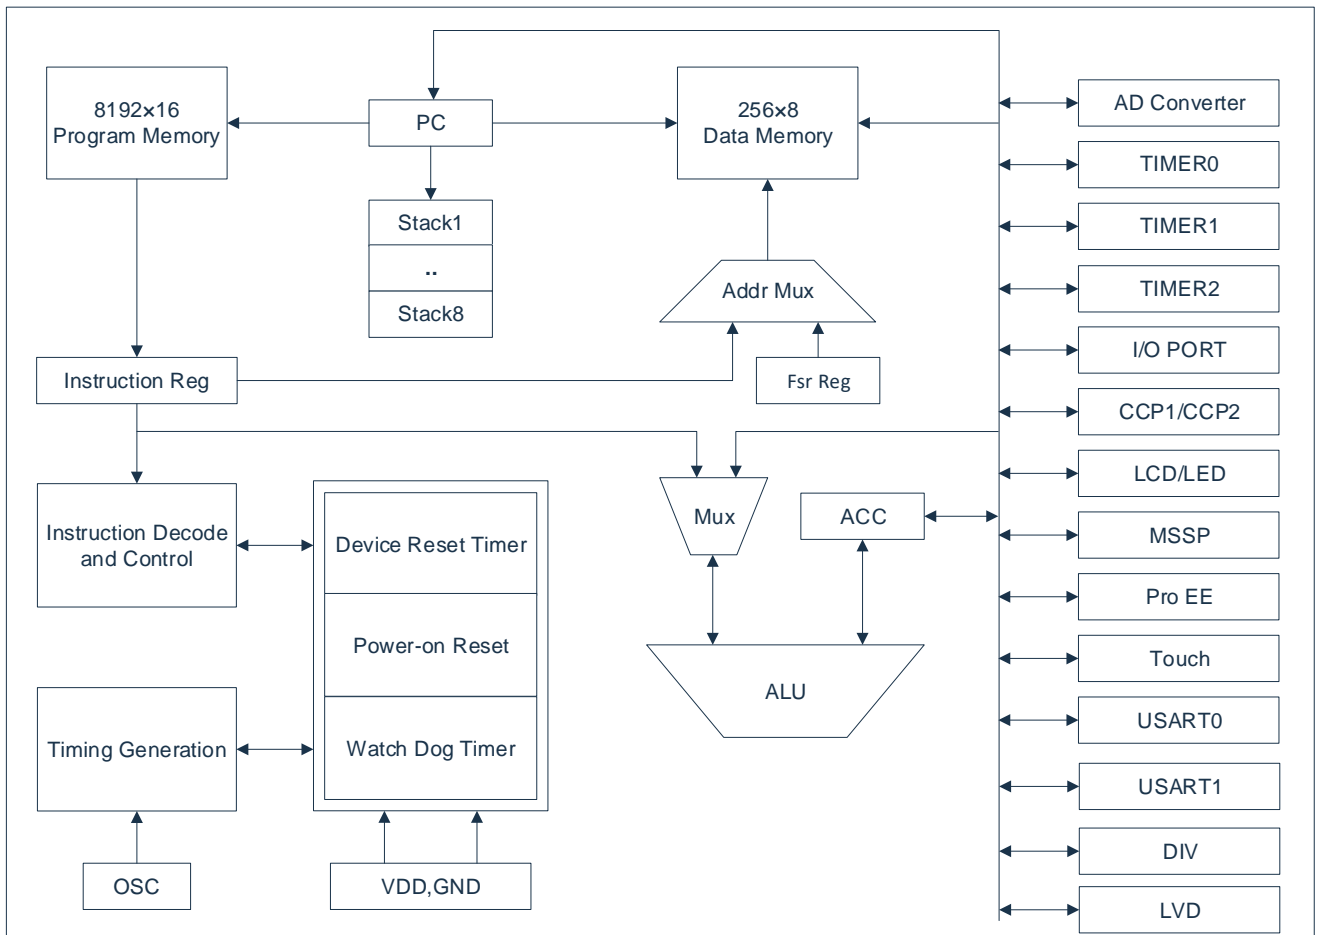 8192×16
Program Memory
PC
256×8
Data Memory
Stack1
..
Stack8
Addr Mux
Instruction Reg
Fsr Reg
Instruction Decode
and Control
Device Reset Timer
Power-on Reset
Watch Dog Timer
Mux
ACC
ALU
Timing Generation
OSC
VDD,GND
AD Converter
TIMER0
TIMER1
TIMER2
I/O PORT
CCP1/CCP2
LCD/LED
MSSP
Pro EE
Touch
USART0
USART1
DIV
LVD